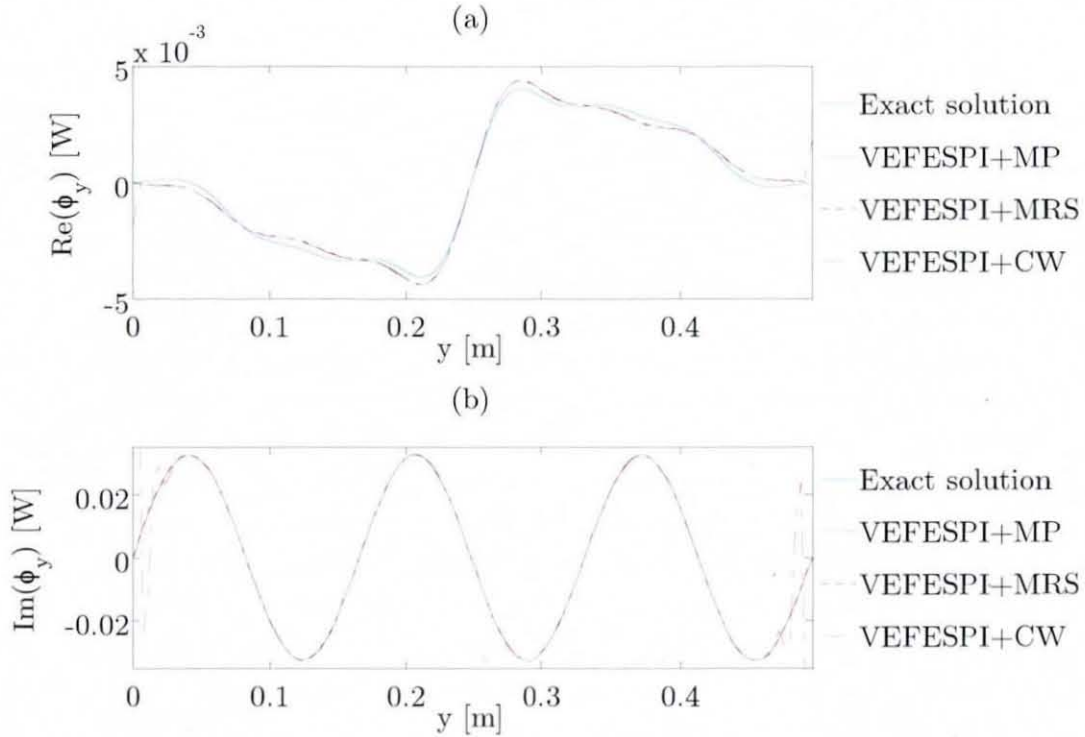 (a)
x 10^-3
5
0
-5
Re(ϕ_y) [W]
0 0.1 0.2 0.3 0.4
y [m]
Exact solution
VEFESPI+MP
VEFESPI+MRS
VEFESPI+CW
(b)
0.02
0
-0.02
Im(ϕ_y) [W]
0 0.1 0.2 0.3 0.4
y [m]
Exact solution
VEFESPI+MP
VEFESPI+MRS
VEFESPI+CW